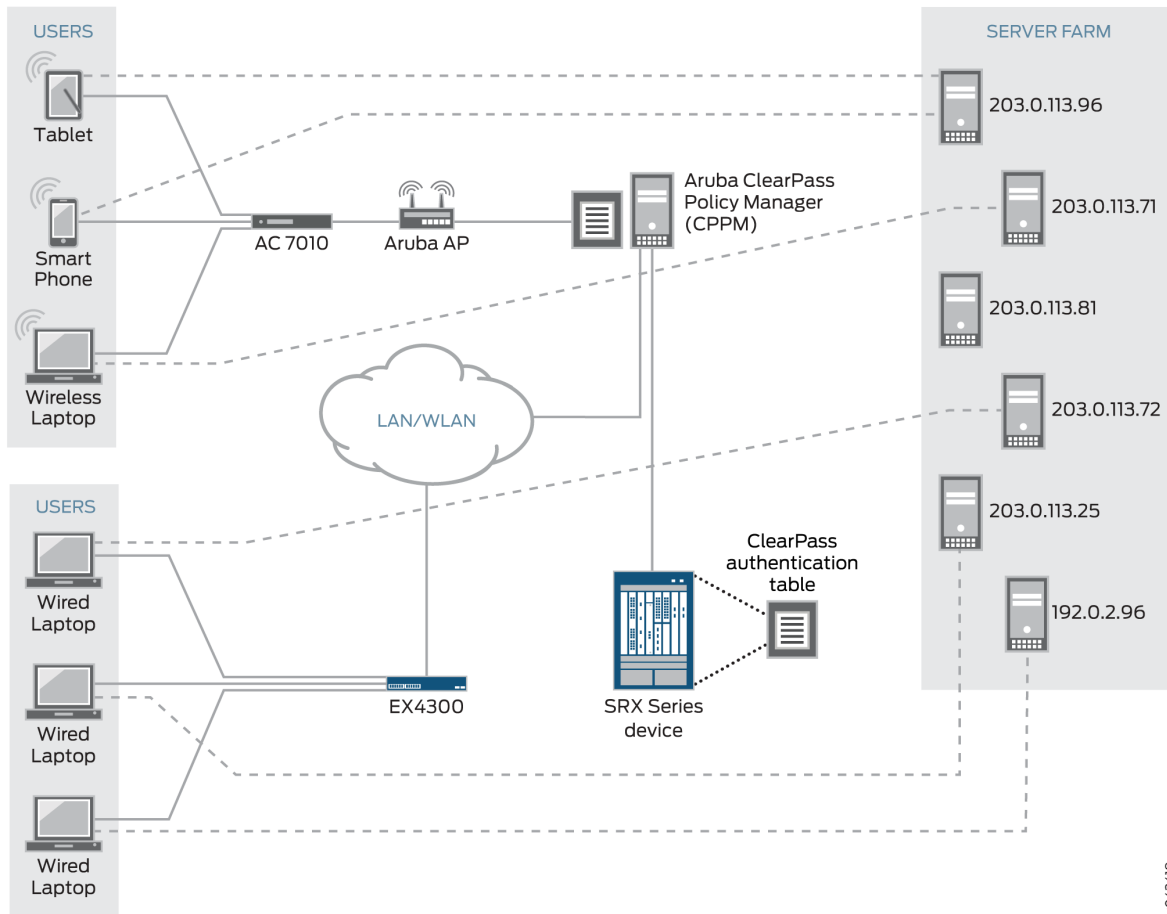 USERS
Tablet
Smart
Phone
Wireless
Laptop
AC 7010
Aruba AP
Aruba ClearPass
Policy Manager
(CPPM)
LAN/WLAN
USERS
Wired
Laptop
Wired
Laptop
Wired
Laptop
EX4300
SRX Series
device
ClearPass
authentication
table
SERVER FARM
203.0.113.96
203.0.113.71
203.0.113.81
203.0.113.72
203.0.113.25
192.0.2.96